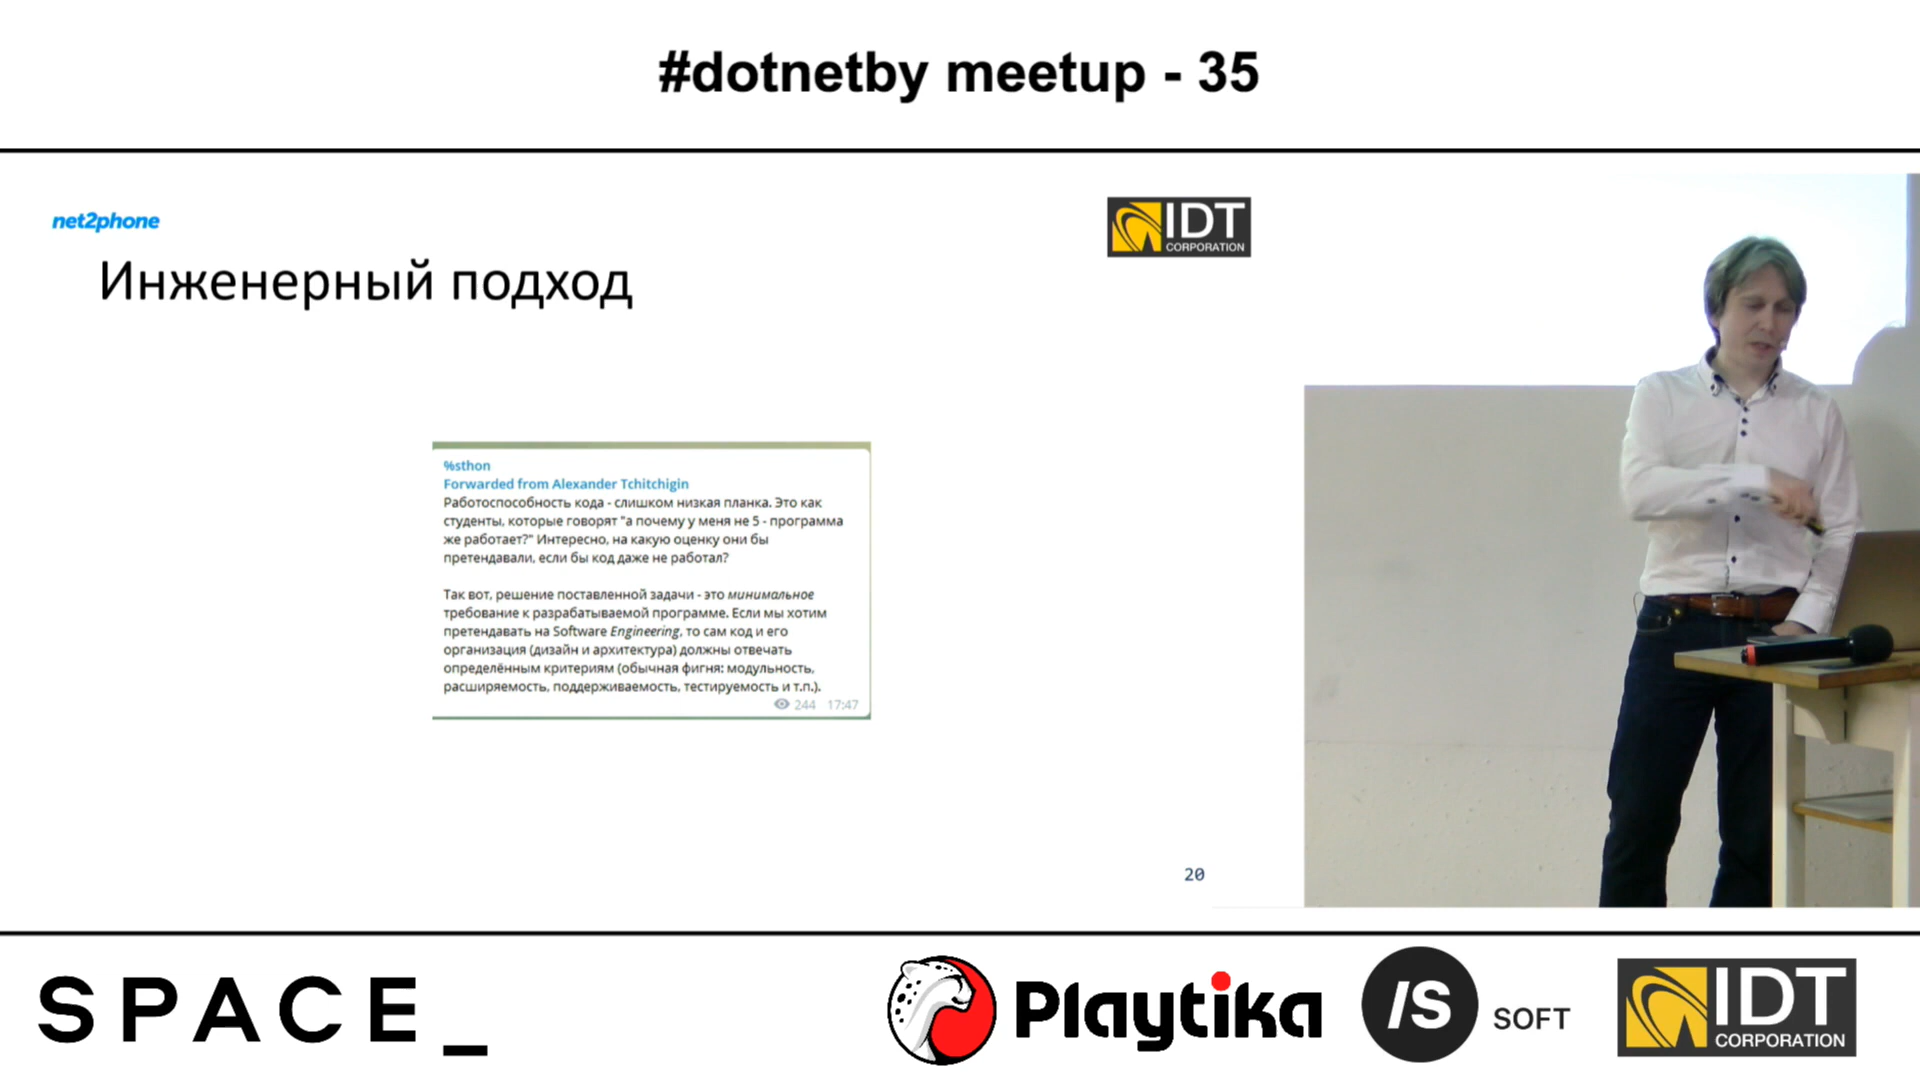 #dotnetby meetup - 35
net2phone
IDT
CORPORATION
Инженерный подход
%sthon
Forwarded from Alexander Tchitchigin
Работоспособность кода - слишком низкая планка. Это как
студенты, которые говорят "а почему у меня не 5 - программа
же работает?" Интересно, на какую оценку они бы
претендавали, если бы код даже не работал?
Так вот, решение поставленной задачи - это минимальное
требование к разрабатываемой программе. Если мы хотим
претендавать на Software Engineering, то сам код и его
организация (дизайн и архитектура) должны отвечать
определённым критериям (обычная фигня: модульность,
расширяемость, поддерживаемость, тестируемость и т.п.).
244 17:47
20
SPACE_
Playtika
/S SOFT
IDT
CORPORATION